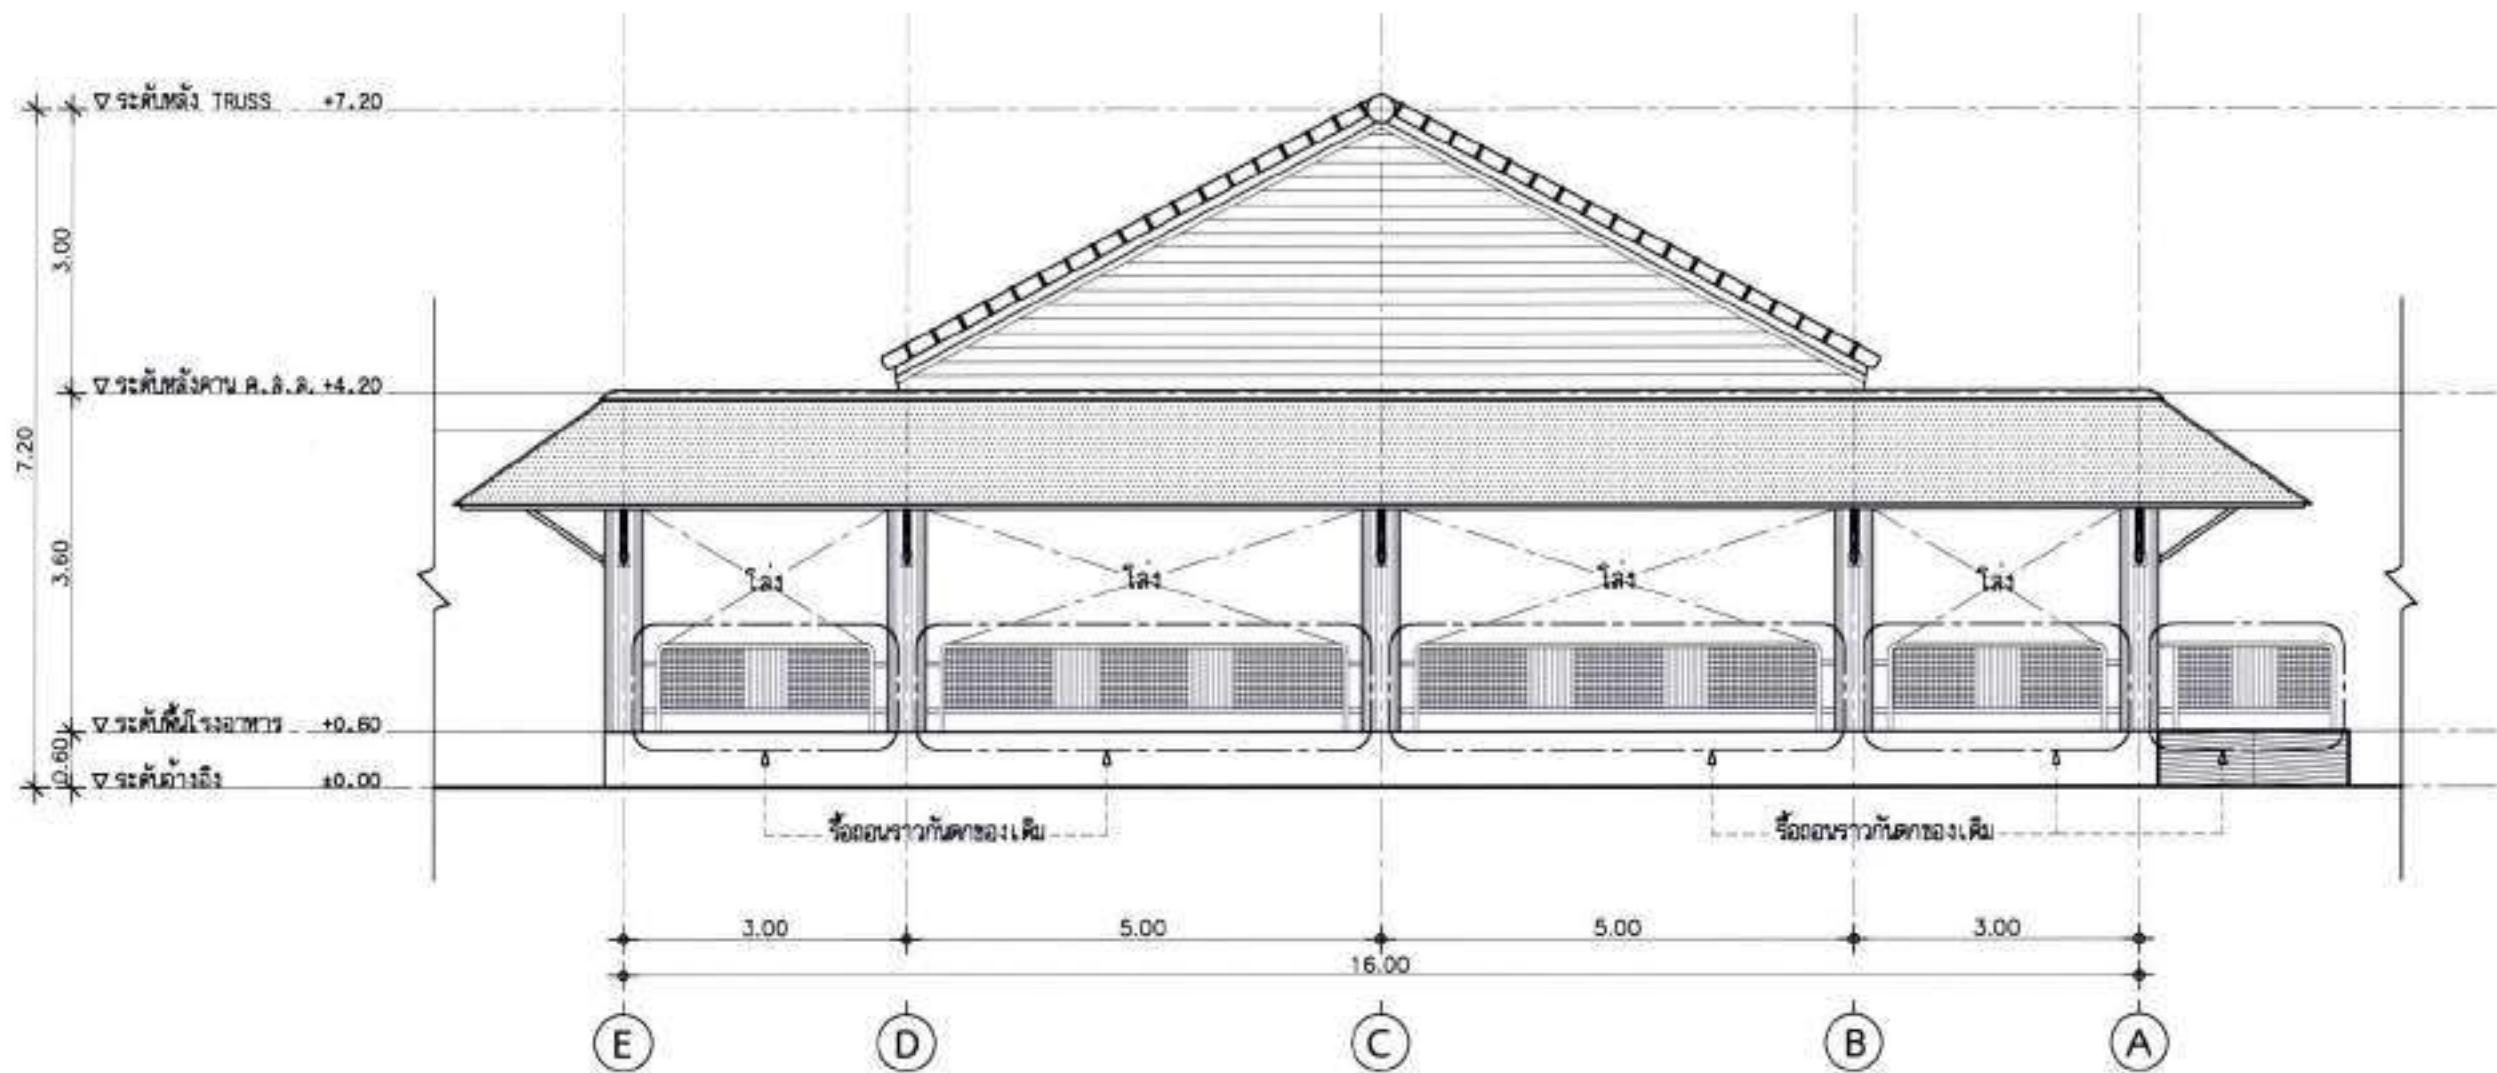 ▽ ระดับหลัง TRUSS +7.20
3.00
▽ ระดับหลังคาน ค.ส.ล. +4.20
7.20
3.60
โล่ง โล่ง โล่ง โล่ง
▽ ระดับพื้นโรงอาหาร +0.60
0.60
▽ ระดับอ้างอิง ±0.00
รื้อถอนราวกันตกของเดิม รื้อถอนราวกันตกของเดิม
3.00 5.00 5.00 3.00
16.00
E D C B A